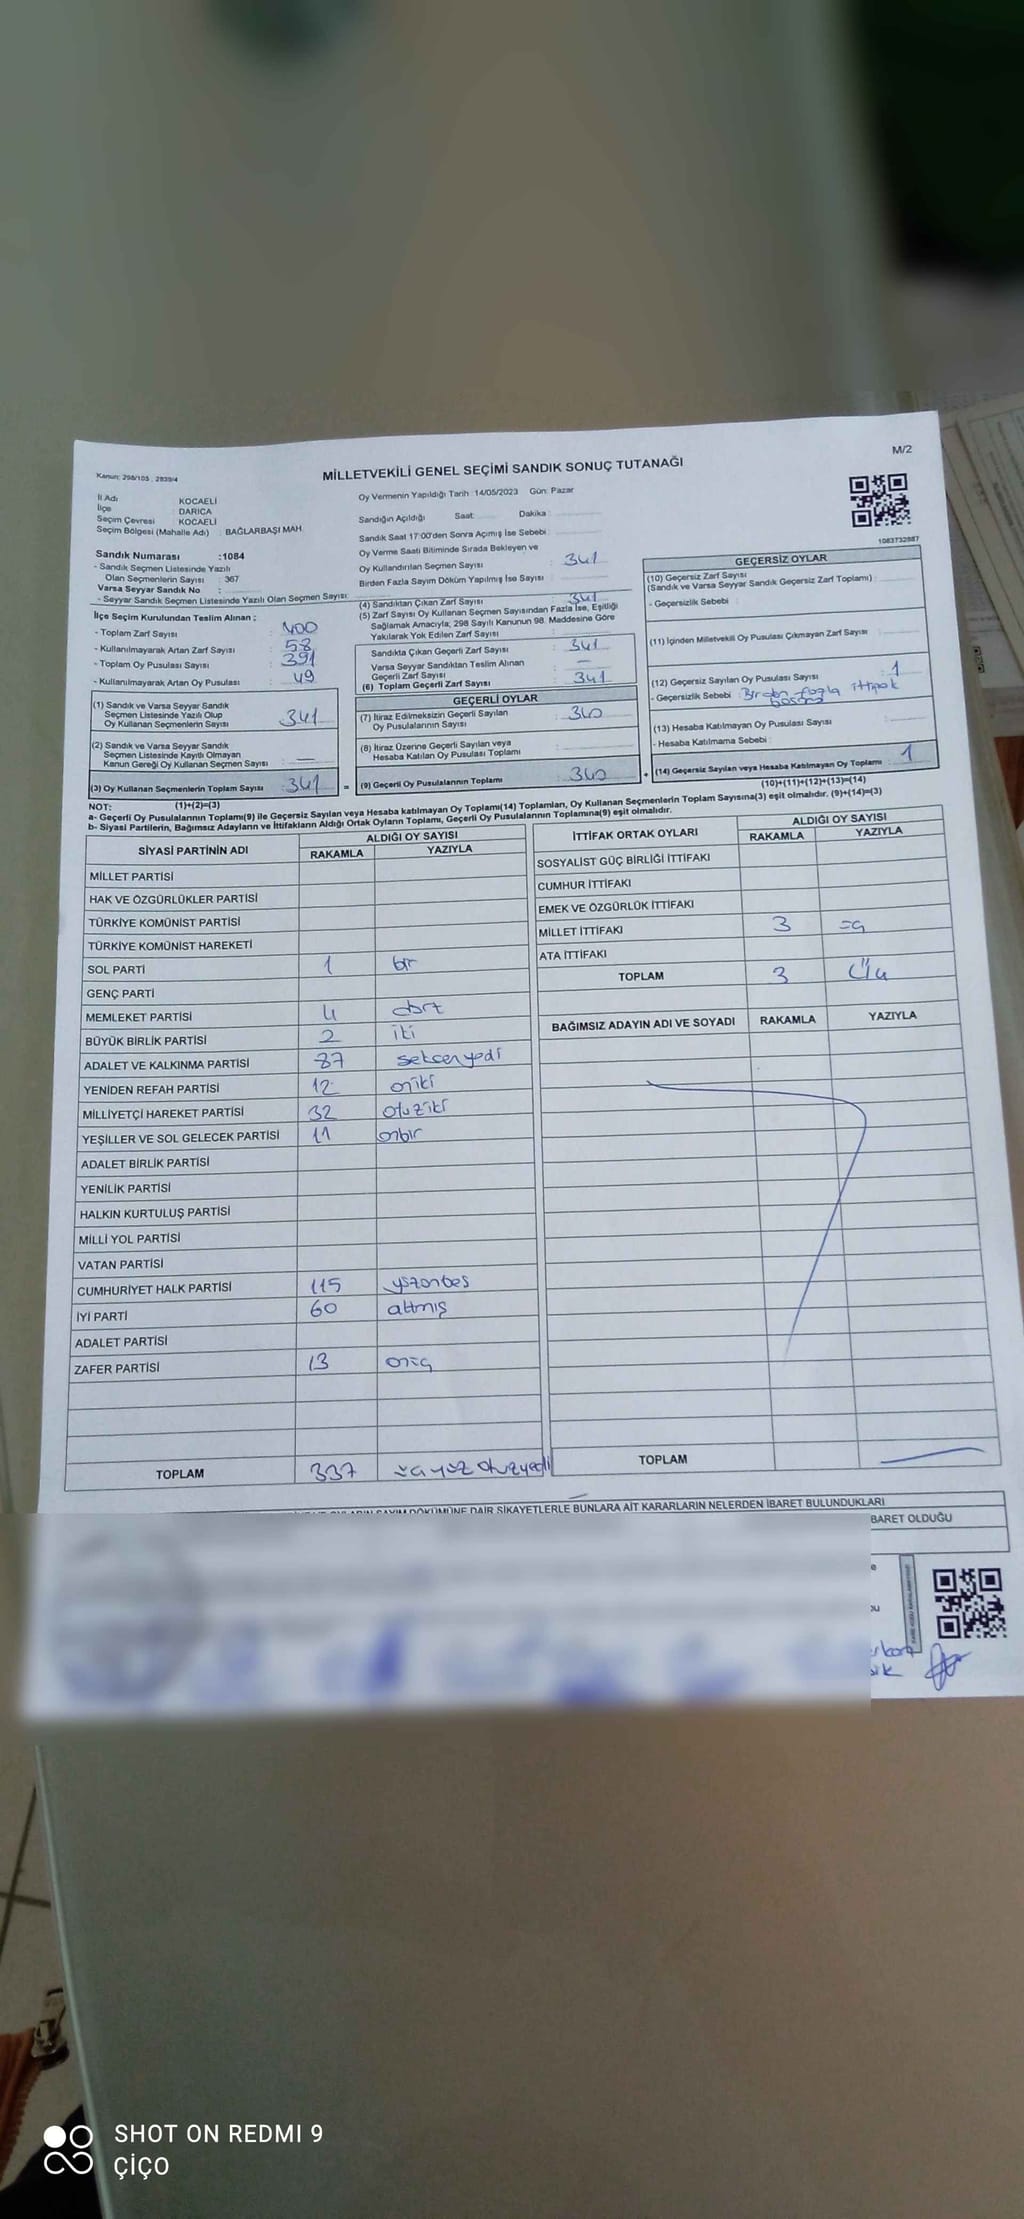 M/2
Kanun: 298/105 , 2839/4
MİLLETVEKİLİ GENEL SEÇİMİ SANDIK SONUÇ TUTANAĞI
İl Adı : KOCAELİ
İlçe : DARICA
Seçim Çevresi : KOCAELİ
Seçim Bölgesi (Mahalle Adı) : BAĞLARBAŞI MAH.
Sandık Numarası :1084
- Sandık Seçmen Listesinde Yazılı
Olan Seçmenlerin Sayısı : 367
Varsa Seyyar Sandık No :
- Seyyar Sandık Seçmen Listesinde Yazılı Olan Seçmen Sayısı:
Oy Vermenin Yapıldığı Tarih :14/05/2023 Gün: Pazar
Sandığın Açıldığı Saat: Dakika :
Sandık Saat 17:00'den Sonra Açımış İse Sebebi :
Oy Verme Saati Bitiminde Sırada Bekleyen ve
Oy Kullandırılan Seçmen Sayısı : 341
Birden Fazla Sayım Döküm Yapılmış İse Sayısı :
1083732887
İlçe Seçim Kurulundan Teslim Alınan ;
- Toplam Zarf Sayısı : 400
- Kullanılmayarak Artan Zarf Sayısı : 58
- Toplam Oy Pusulası Sayısı : 391
- Kullanılmayarak Artan Oy Pusulası : 49
(4) Sandıktan Çıkan Zarf Sayısı : 341
(5) Zarf Sayısı Oy Kullanan Seçmen Sayısından Fazla İse, Eşitliği
Sağlamak Amacıyla; 298 Sayılı Kanunun 98. Maddesine Göre
Yakılarak Yok Edilen Zarf Sayısı :
Sandıkta Çıkan Geçerli Zarf Sayısı : 341
Varsa Seyyar Sandıktan Teslim Alınan
Geçerli Zarf Sayısı : —
(6) Toplam Geçerli Zarf Sayısı : 341
GEÇERSİZ OYLAR
(10) Geçersiz Zarf Sayısı
(Sandık ve Varsa Seyyar Sandık Geçersiz Zarf Toplamı) :
- Geçersizlik Sebebi :
(11) İçinden Milletvekili Oy Pusulası Çıkmayan Zarf Sayısı :
(12) Geçersiz Sayılan Oy Pusulası Sayısı : 1
- Geçersizlik Sebebi : Birden fazla ittifak
(13) Hesaba Katılmayan Oy Pusulası Sayısı :
- Hesaba Katılmama Sebebi :
(14) Geçersiz Sayılan veya Hesaba Katılmayan Oy Toplamı : 1
(10)+(11)+(12)+(13)=(14)
(1) Sandık ve Varsa Seyyar Sandık
Seçmen Listesinde Yazılı Olup
Oy Kullanan Seçmenlerin Sayısı : 341
(2) Sandık ve Varsa Seyyar Sandık
Seçmen Listesinde Kayıtlı Olmayan
Kanun Gereği Oy Kullanan Seçmen Sayısı : —
(3) Oy Kullanan Seçmenlerin Toplam Sayısı : 341 =
GEÇERLİ OYLAR
(7) İtiraz Edilmeksizin Geçerli Sayılan
Oy Pusulalarının Sayısı : 340
(8) İtiraz Üzerine Geçerli Sayılan veya
Hesaba Katılan Oy Pusulası Toplamı :
(9) Geçerli Oy Pusulalarının Toplamı : 340 +
NOT: (1)+(2)=(3)
a- Geçerli Oy Pusulalarının Toplamı(9) ile Geçersiz Sayılan veya Hesaba katılmayan Oy Toplamı(14) Toplamları, Oy Kullanan Seçmenlerin Toplam Sayısına(3) eşit olmalıdır. (9)+(14)=(3)
b- Siyasi Partilerin, Bağımsız Adayların ve İttifakların Aldığı Ortak Oyların Toplamı, Geçerli Oy Pusulalarının Toplamına(9) eşit olmalıdır.
SİYASİ PARTİNİN ADI ALDIĞI OY SAYISI
RAKAMLA YAZIYLA
MİLLET PARTİSİ
HAK VE ÖZGÜRLÜKLER PARTİSİ
TÜRKİYE KOMÜNİST PARTİSİ
TÜRKİYE KOMÜNİST HAREKETİ
SOL PARTİ 1 bir
GENÇ PARTİ
MEMLEKET PARTİSİ 4 dört
BÜYÜK BİRLİK PARTİSİ 2 iki
ADALET VE KALKINMA PARTİSİ 87 seksenyedi
YENİDEN REFAH PARTİSİ 12 oniki
MİLLİYETÇİ HAREKET PARTİSİ 32 otuziki
YEŞİLLER VE SOL GELECEK PARTİSİ 11 onbir
ADALET BİRLİK PARTİSİ
YENİLİK PARTİSİ
HALKIN KURTULUŞ PARTİSİ
MİLLİ YOL PARTİSİ
VATAN PARTİSİ
CUMHURİYET HALK PARTİSİ 115 yüzonbeş
İYİ PARTİ 60 altmış
ADALET PARTİSİ
ZAFER PARTİSİ 13 onüç
TOPLAM 337 üçyüz otuzyedi
İTTİFAK ORTAK OYLARI ALDIĞI OY SAYISI
RAKAMLA YAZIYLA
SOSYALİST GÜÇ BİRLİĞİ İTTİFAKI
CUMHUR İTTİFAKI
EMEK VE ÖZGÜRLÜK İTTİFAKI
MİLLET İTTİFAKI 3 üç
ATA İTTİFAKI
TOPLAM 3 üç
BAĞIMSIZ ADAYIN ADI VE SOYADI RAKAMLA YAZIYLA
TOPLAM
SAYIM DÖKÜMÜNE DAİR ŞİKAYETLERLE BUNLARA AİT KARARLARIN NELERDEN İBARET BULUNDUKLARI
BARET OLDUĞU
SHOT ON REDMI 9
ÇİÇO